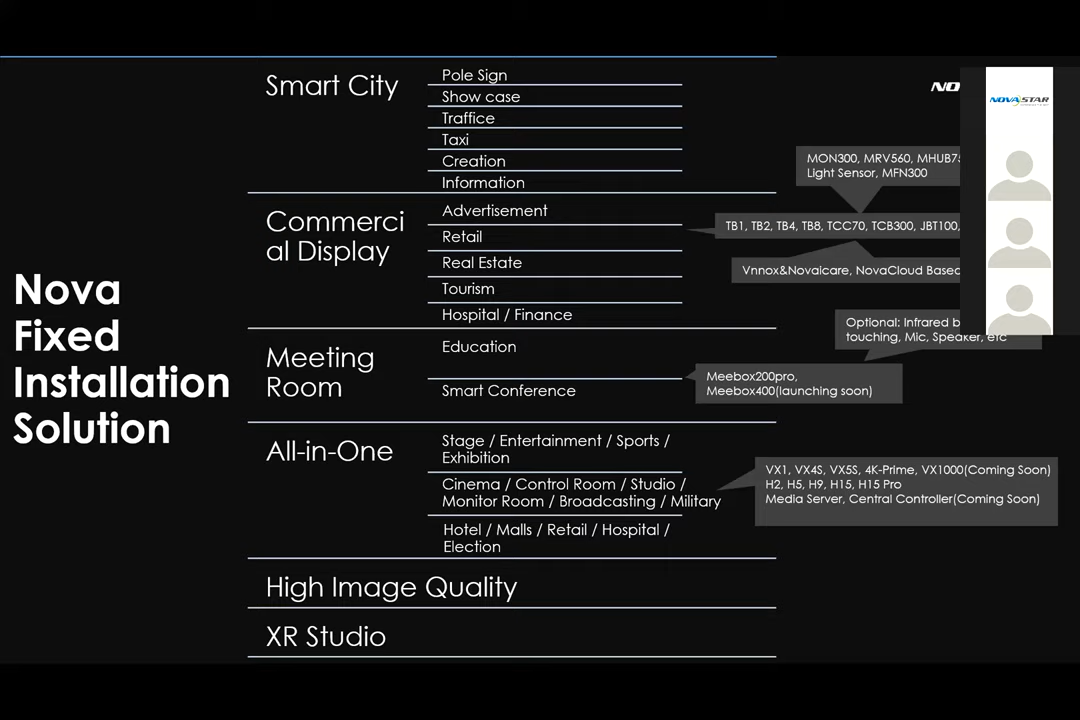 Nova
Fixed
Installation
Solution
Smart City
Pole Sign
Show case
Traffice
Taxi
Creation
Information
Commerci
al Display
Advertisement
Retail
Real Estate
Tourism
Hospital / Finance
Meeting
Room
Education
Smart Conference
All-in-One
Stage / Entertainment / Sports /
Exhibition
Cinema / Control Room / Studio /
Monitor Room / Broadcasting / Military
Hotel / Malls / Retail / Hospital /
Election
High Image Quality
XR Studio
NOVASTAR
MON300, MRV560,
Light Sensor, MFN300
TB1, TB2, TB4, TB8, TCC70, TCB300, JBT100,
Vnnox&Novaicare, NovaCloud Based
Optional: Infrared
touching, Mic, Speaker, etc
Meebox200pro,
Meebox400(launching soon)
VX1, VX4S, VX5S, 4K-Prime, VX1000(Coming Soon)
H2, H5, H9, H15, H15 Pro
Media Server, Central Controller(Coming Soon)